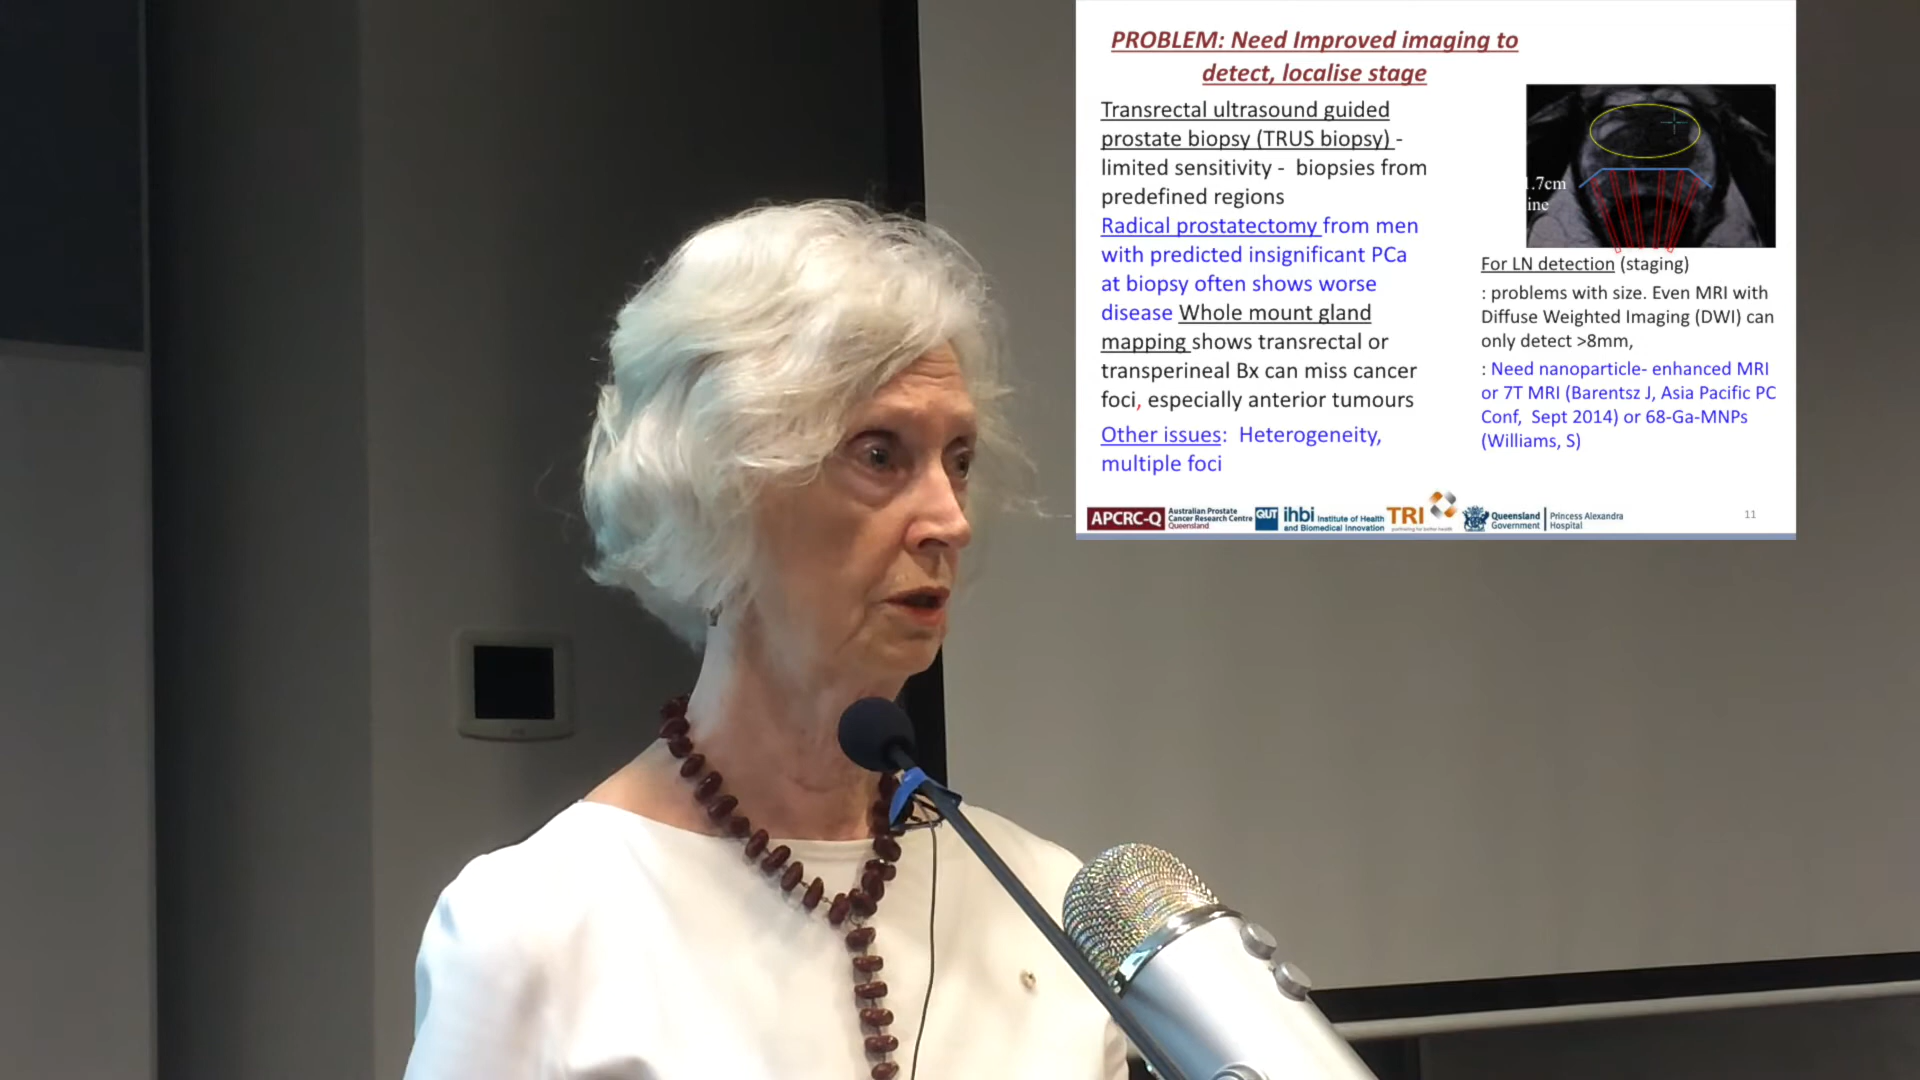 PROBLEM: Need Improved imaging to
detect, localise stage
Transrectal ultrasound guided
prostate biopsy (TRUS biopsy) -
limited sensitivity - biopsies from
predefined regions
Radical prostatectomy from men
with predicted insignificant PCa
at biopsy often shows worse
disease Whole mount gland
mapping shows transrectal or
transperineal Bx can miss cancer
foci, especially anterior tumours
Other issues: Heterogeneity,
multiple foci
1.7cm
ine
For LN detection (staging)
: problems with size. Even MRI with
Diffuse Weighted Imaging (DWI) can
only detect >8mm,
: Need nanoparticle- enhanced MRI
or 7T MRI (Barentsz J, Asia Pacific PC
Conf, Sept 2014) or 68-Ga-MNPs
(Williams, S)
APCRC-Q Australian Prostate
Cancer Research Centre
Queensland
QUT ihbi Institute of Health
and Biomedical Innovation
TRI
partnering for better health
Queensland
Government
Princess Alexandra
Hospital
11